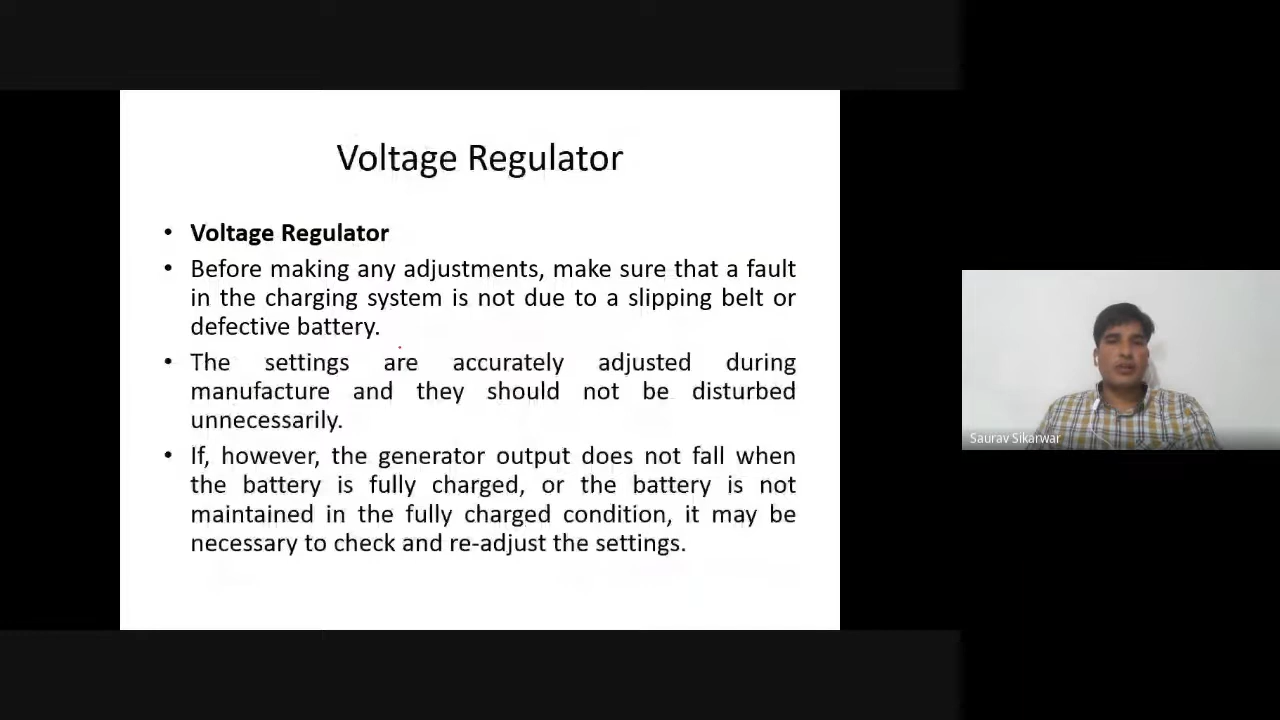 Voltage Regulator
• Voltage Regulator
• Before making any adjustments, make sure that a fault
in the charging system is not due to a slipping belt or
defective battery.
• The settings are accurately adjusted during
manufacture and they should not be disturbed
unnecessarily.
• If, however, the generator output does not fall when
the battery is fully charged, or the battery is not
maintained in the fully charged condition, it may be
necessary to check and re-adjust the settings.
Saurav Sikarwar